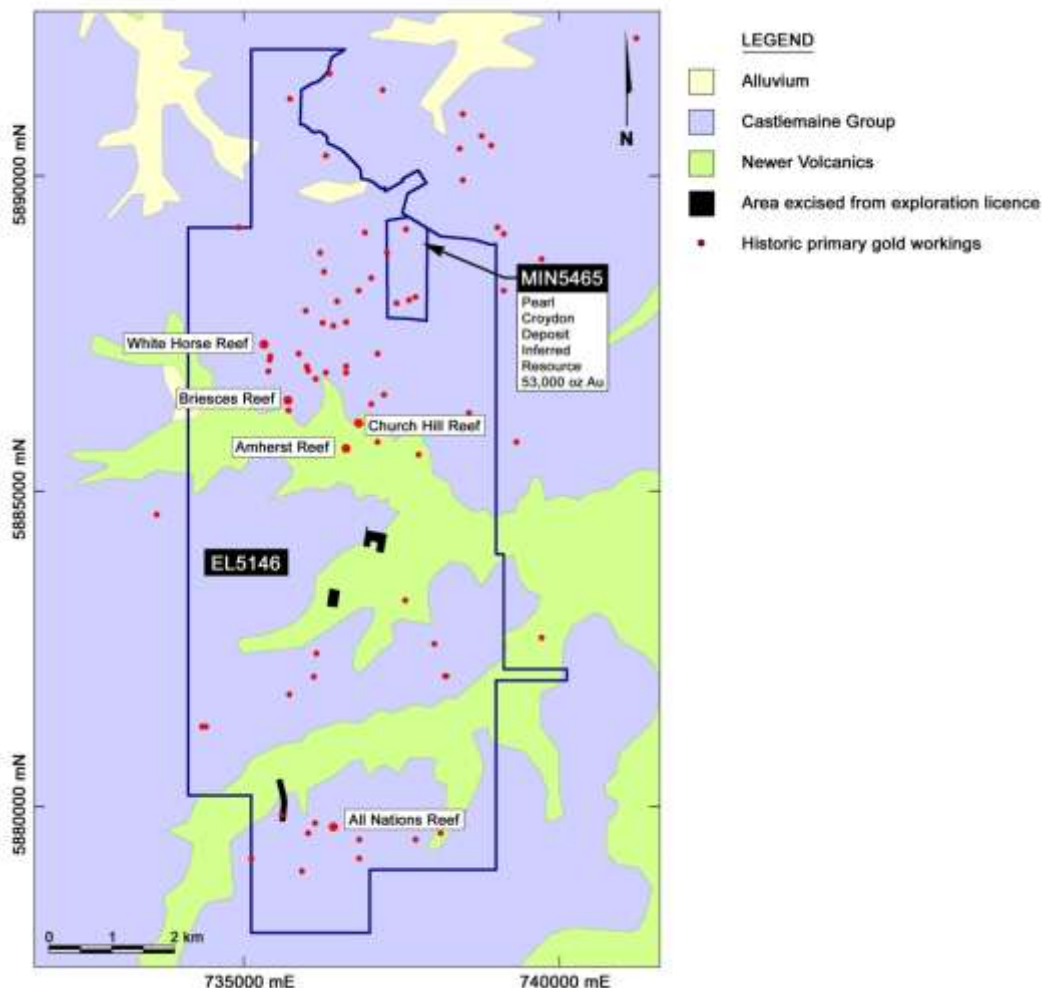 LEGEND
Alluvium
Castlemaine Group
Newer Volcanics
Area excised from exploration licence
Historic primary gold workings
N
5890000 mN
5885000 mN
5880000 mN
MIN5465
Pearl
Croydon
Deposit
Inferred
Resource
53,000 oz Au
White Horse Reef
Briesces Reef
Church Hill Reef
Amherst Reef
EL5146
All Nations Reef
0 1 2 km
735000 mE
740000 mE